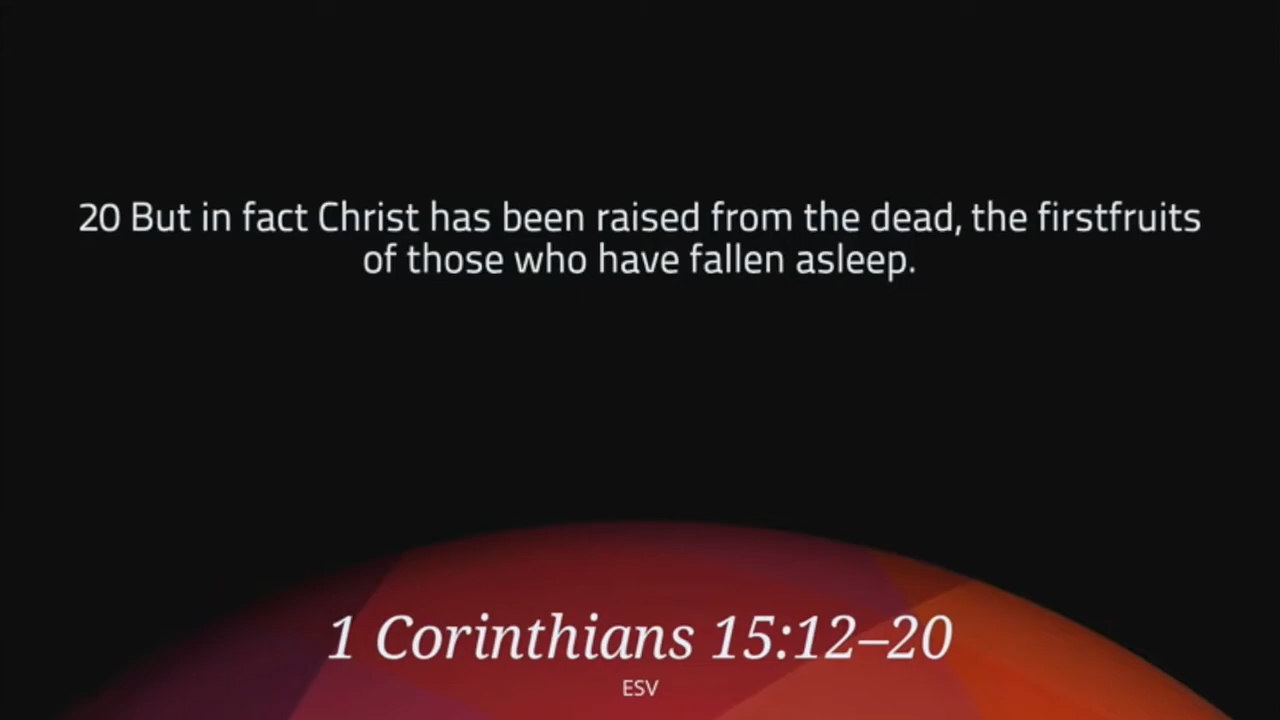 20 But in fact Christ has been raised from the dead, the firstfruits
of those who have fallen asleep.
1 Corinthians 15:12–20
ESV